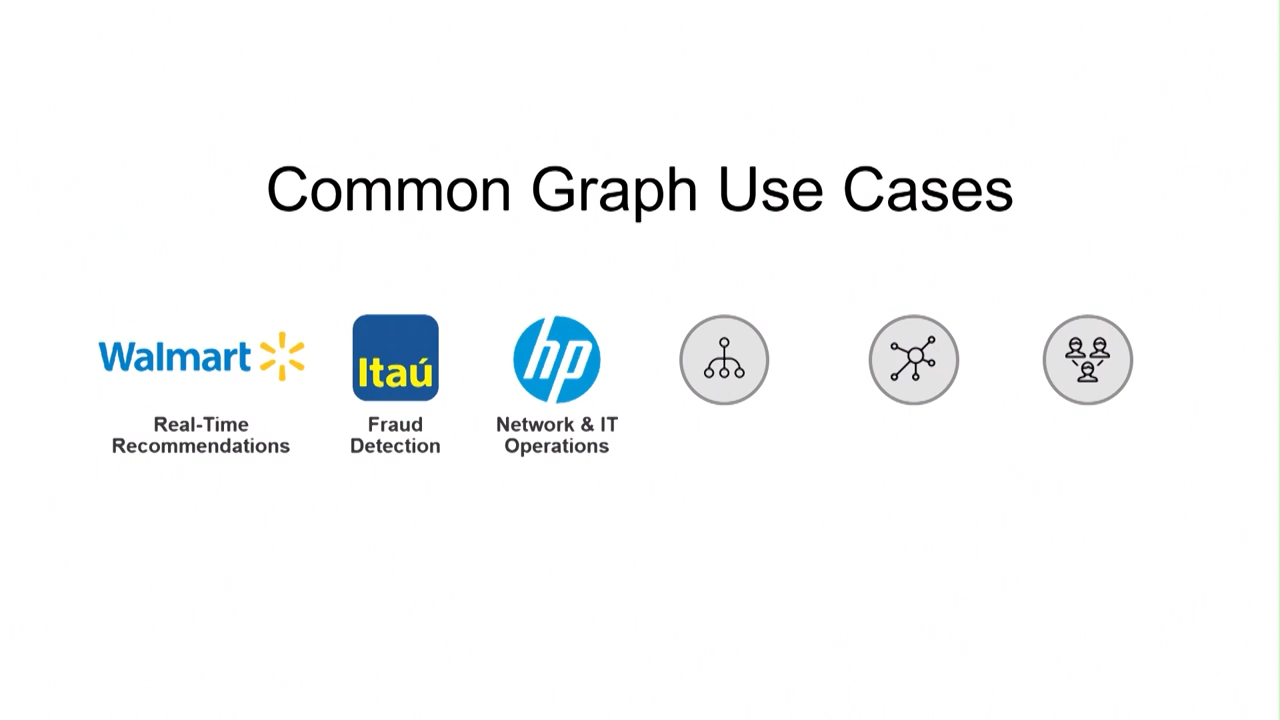 Common Graph Use Cases
Walmart
Itaú
hp
Real-Time
Recommendations
Fraud
Detection
Network & IT
Operations